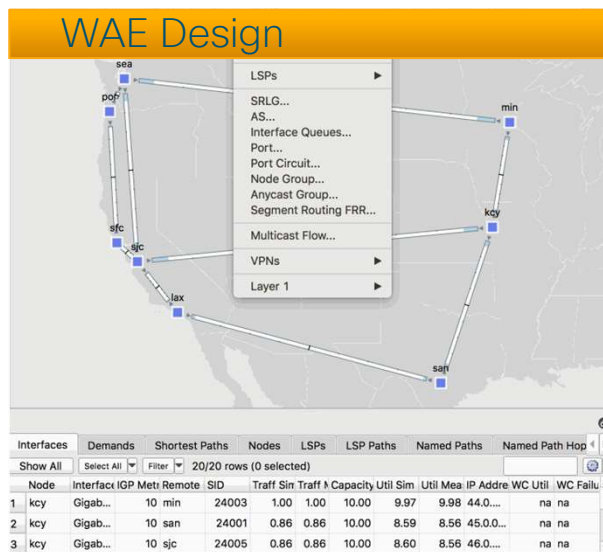 WAE Design
sea
LSPs
SRLG...
AS...
Interface Queues...
Port...
Port Circuit...
Node Group...
Anycast Group...
Segment Routing FRR...
Multicast Flow...
VPNs
Layer 1
min
kcy
sfc
sjc
lax
san
Interfaces Demands Shortest Paths Nodes LSPs LSP Paths Named Paths Named Path Hop
Show All Select All Filter 20/20 rows (0 selected)
Node Interfac IGP Metr Remote SID Traff Sim Traff M Capacity Util Sim Util Meas IP Addre WC Util WC Failu
1 kcy Gigab... 10 min 24003 1.00 1.00 10.00 9.97 9.98 44.0.... na na
2 kcy Gigab... 10 san 24001 0.86 0.86 10.00 8.59 8.56 45.0.0... na na
3 kcy Gigab... 10 sjc 24005 0.86 0.86 10.00 8.60 8.56 46.0.... na na